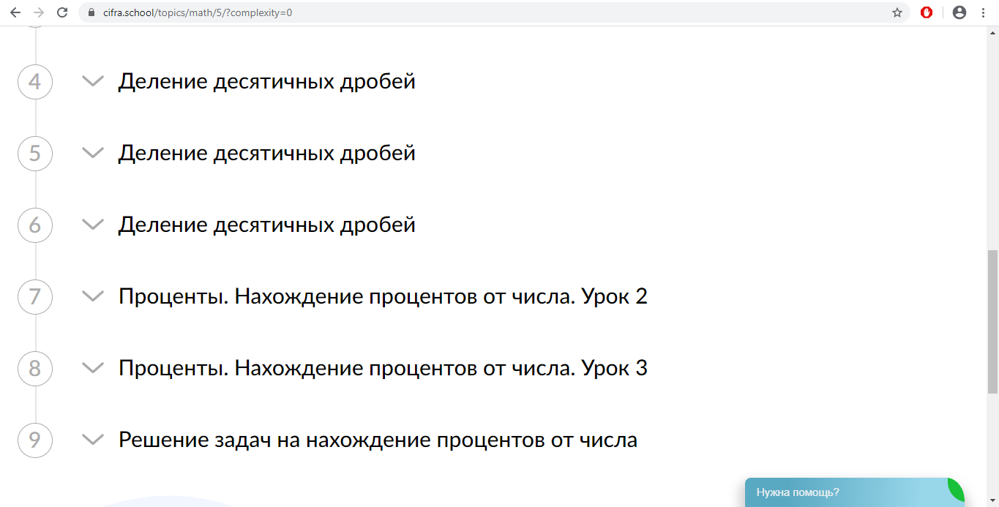 cifra.school/topics/math/5/?complexity=0
4 Деление десятичных дробей
5 Деление десятичных дробей
6 Деление десятичных дробей
7 Проценты. Нахождение процентов от числа. Урок 2
8 Проценты. Нахождение процентов от числа. Урок 3
9 Решение задач на нахождение процентов от числа
Нужна помощь?